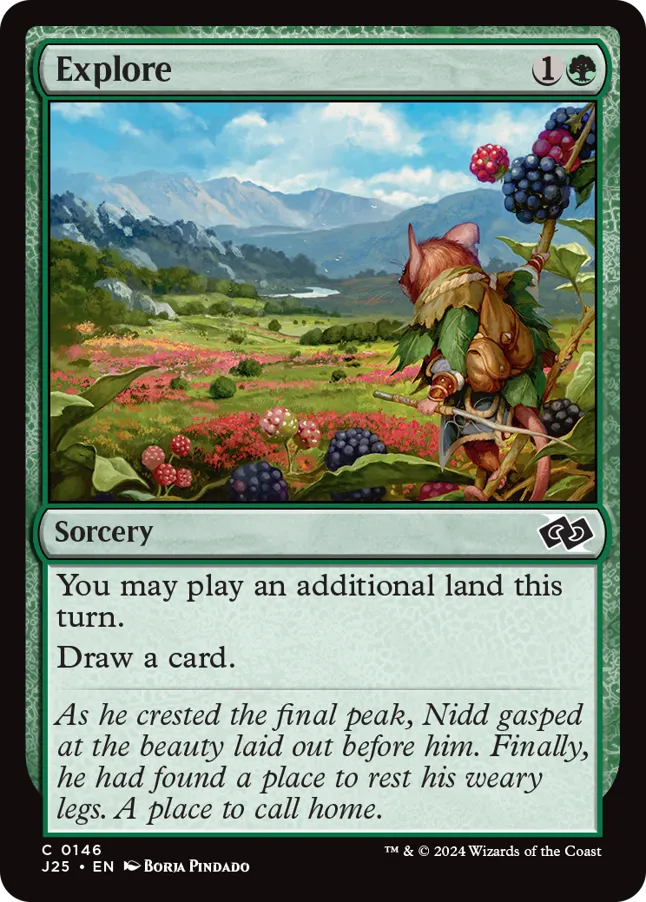 Explore 1
Sorcery
You may play an additional land this
turn.
Draw a card.
As he crested the final peak, Nidd gasped
at the beauty laid out before him. Finally,
he had found a place to rest his weary
legs. A place to call home.
C 0146
J25 • EN Borja Pindado
™ & © 2024 Wizards of the Coast